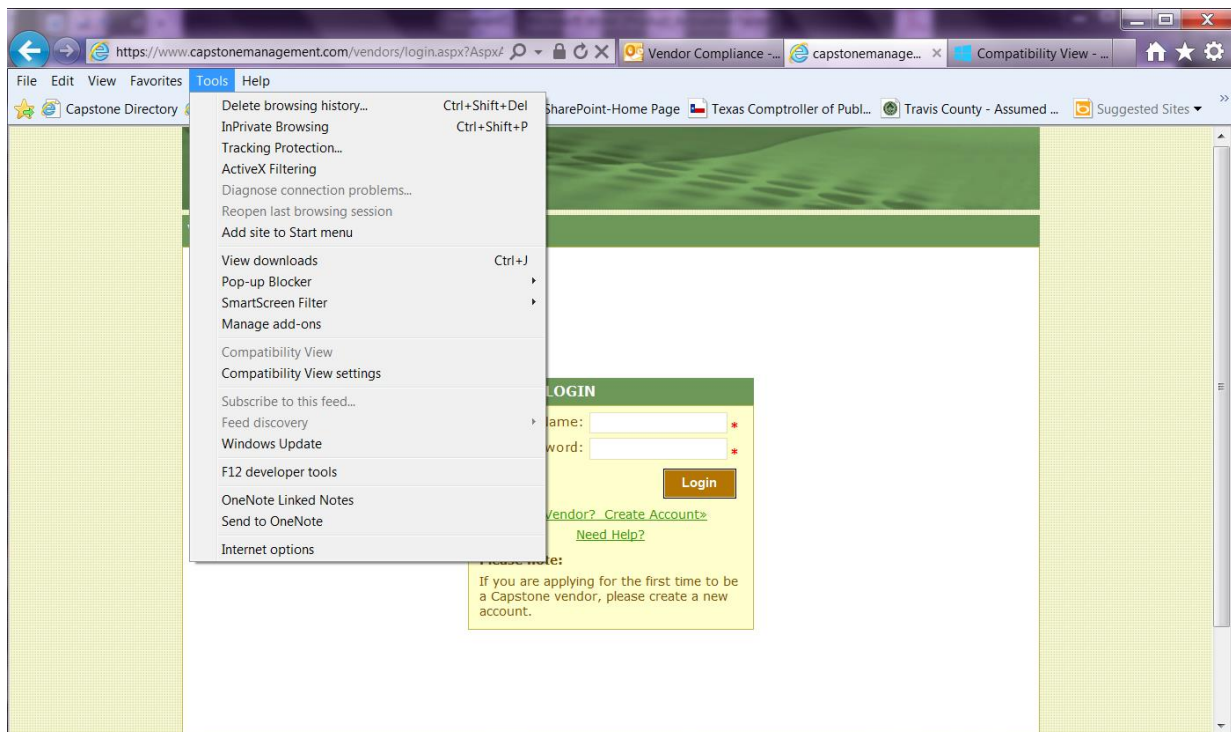 https://www.capstonemanagement.com/vendors/login.aspx?Aspx
Vendor Compliance -...
capstonemanage...
Compatibility View - ...
File Edit View Favorites Tools Help
Capstone Directory
SharePoint-Home Page
Texas Comptroller of Publ...
Travis County - Assumed ...
Suggested Sites
Delete browsing history... Ctrl+Shift+Del
InPrivate Browsing Ctrl+Shift+P
Tracking Protection...
ActiveX Filtering
Diagnose connection problems...
Reopen last browsing session
Add site to Start menu
View downloads Ctrl+J
Pop-up Blocker
SmartScreen Filter
Manage add-ons
Compatibility View
Compatibility View settings
Subscribe to this feed...
Feed discovery
Windows Update
F12 developer tools
OneNote Linked Notes
Send to OneNote
Internet options
LOGIN
*
*
Login
Vendor? Create Account»
Need Help?
Please note:
If you are applying for the first time to be
a Capstone vendor, please create a new
account.